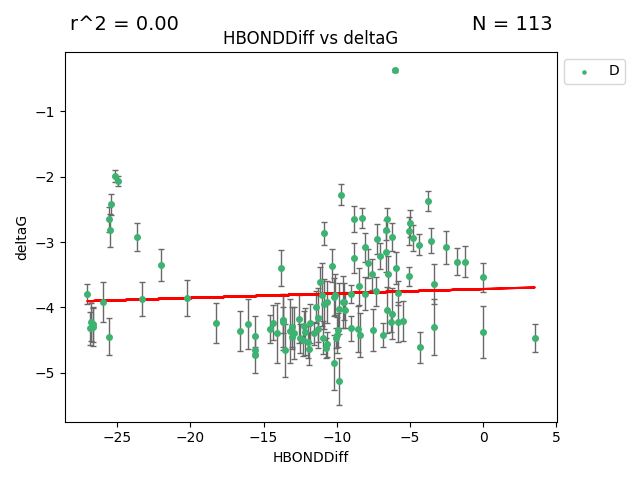 r^2 = 0.00
N = 113
HBONDDiff vs deltaG
D
−1
−2
−3
−4
−5
deltaG
−25
−20
−15
−10
−5
0
5
HBONDDiff